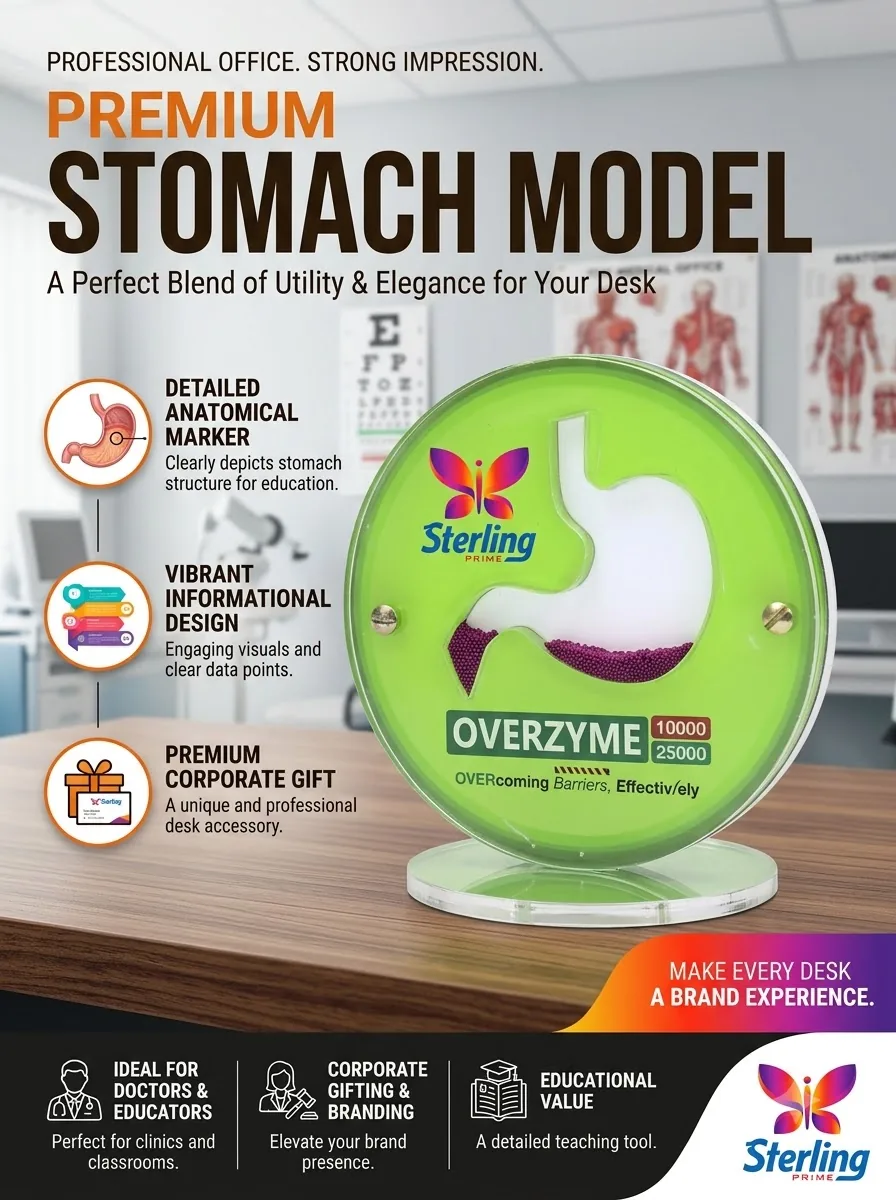 PROFESSIONAL OFFICE. STRONG IMPRESSION.
PREMIUM
STOMACH MODEL
A Perfect Blend of Utility & Elegance for Your Desk
E
F P
DETAILED
ANATOMICAL
MARKER
Clearly depicts stomach
structure for education.
VIBRANT
INFORMATIONAL
DESIGN
Engaging visuals and
clear data points.
PREMIUM
CORPORATE GIFT
A unique and professional
desk accessory.
Sterling
PRIME
OVERZYME
10000
25000
OVERcoming Barriers, Effectiv/ely
MAKE EVERY DESK
A BRAND EXPERIENCE.
IDEAL FOR
DOCTORS &
EDUCATORS
Perfect for clinics and
classrooms.
CORPORATE
GIFTING &
BRANDING
Elevate your brand
presence.
EDUCATIONAL
VALUE
A detailed teaching tool.
Sterling
PRIME